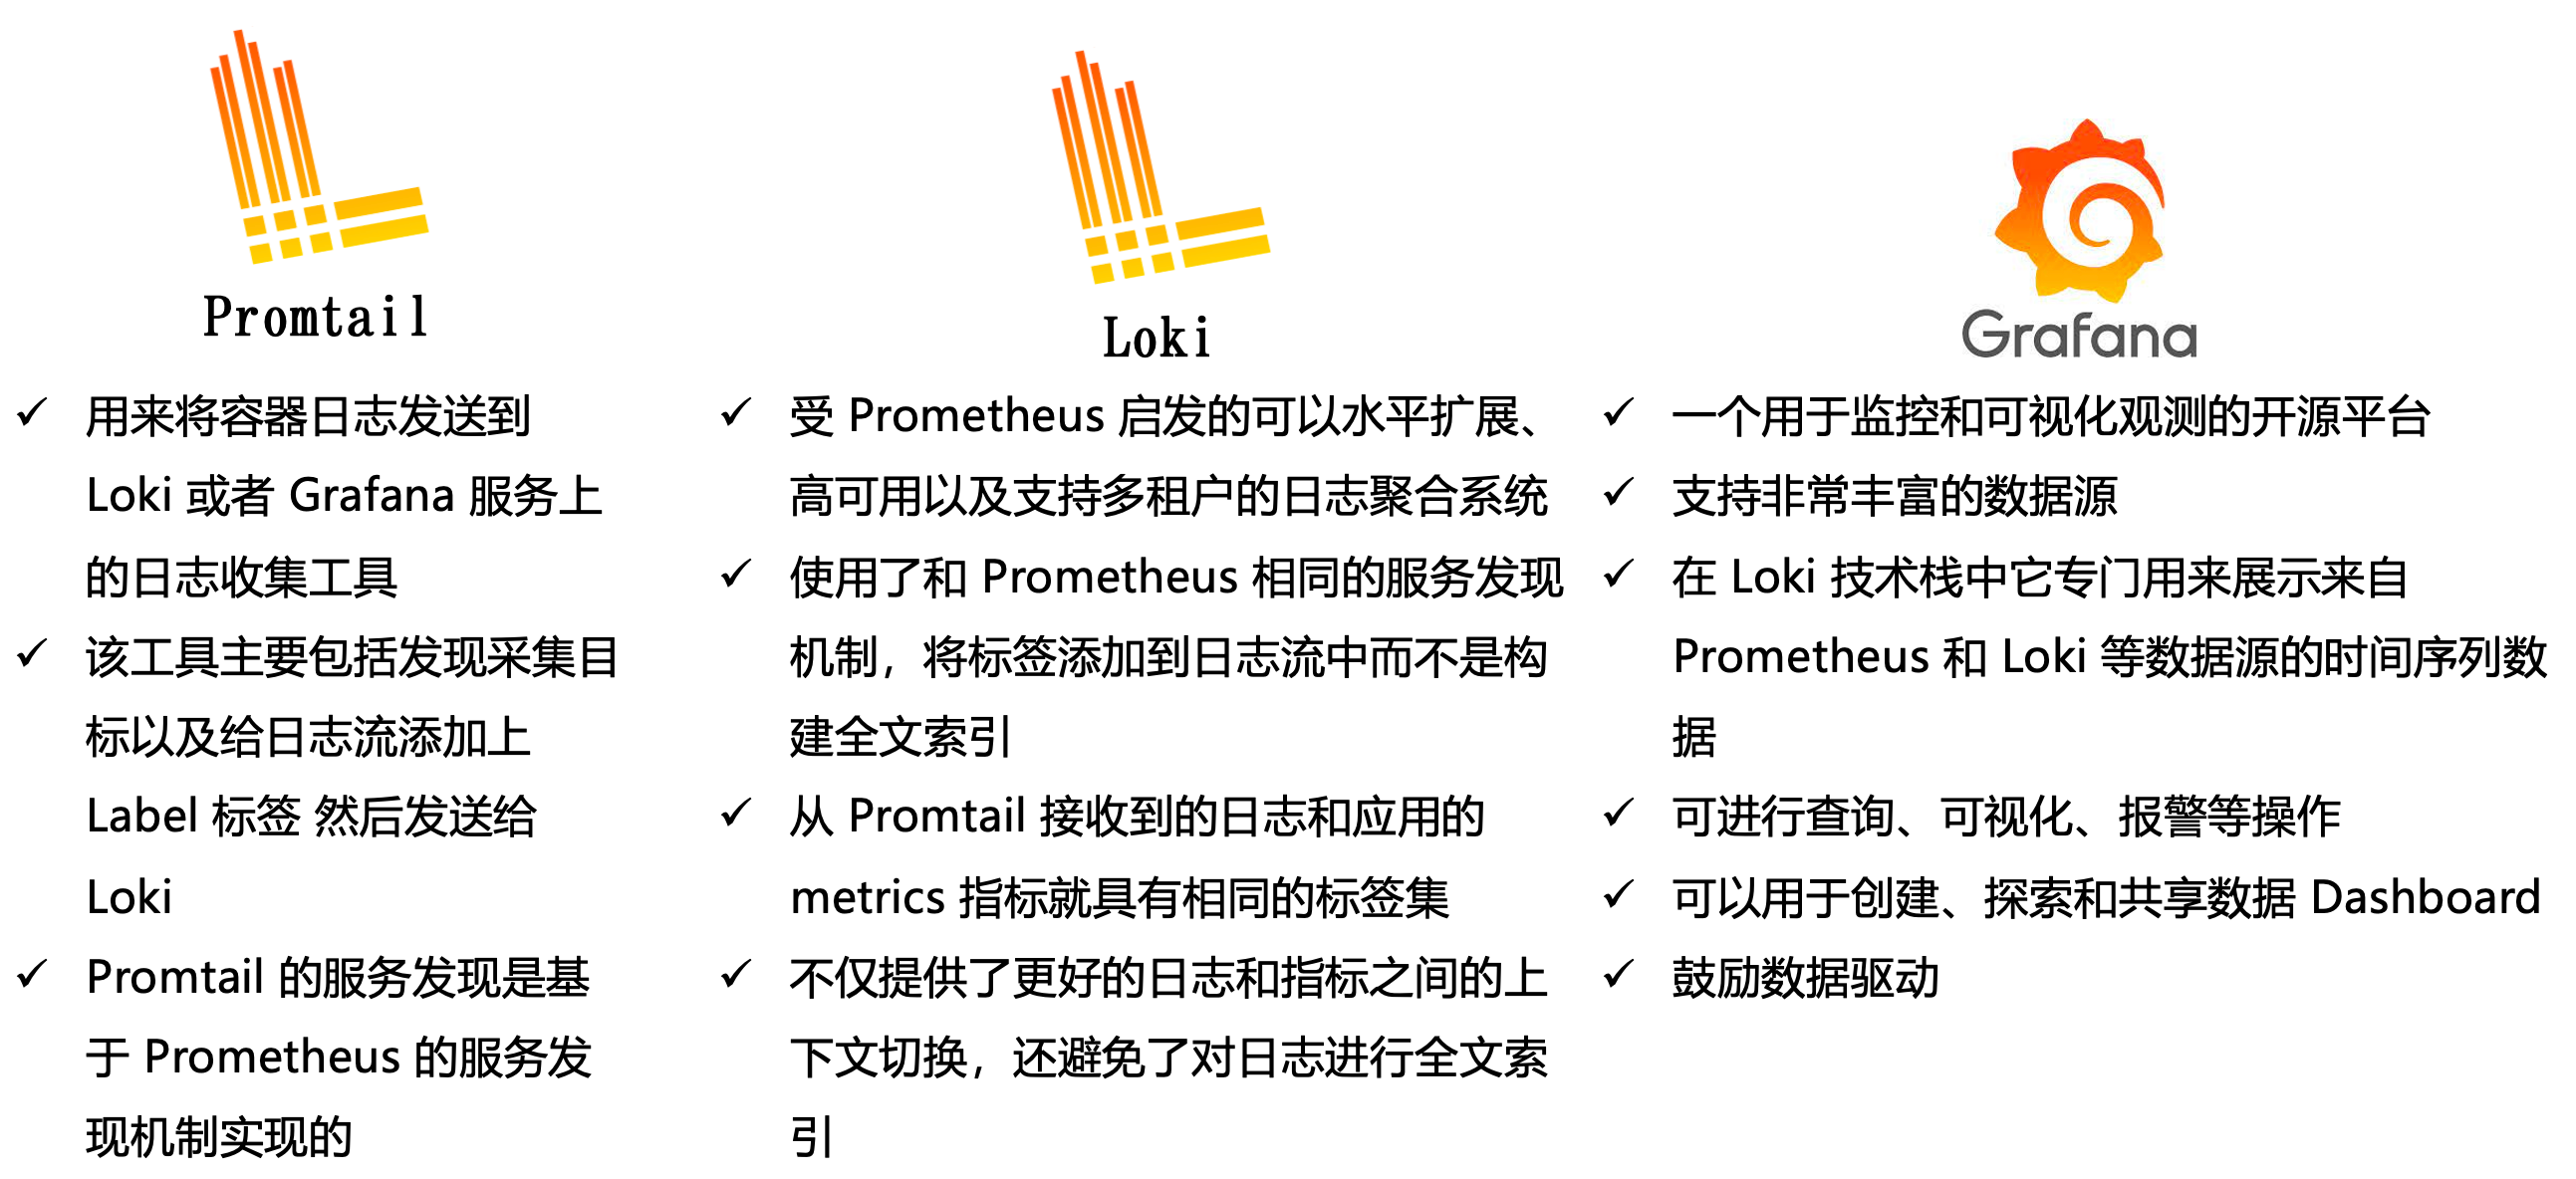 Promtail
用来将容器日志发送到
Loki 或者 Grafana 服务上
的日志收集工具
该工具主要包括发现采集目
标以及给日志流添加上
Label 标签 然后发送给
Loki
Promtail 的服务发现是基
于 Prometheus 的服务发
现机制实现的
Loki
受 Prometheus 启发的可以水平扩展、
高可用以及支持多租户的日志聚合系统
使用了和 Prometheus 相同的服务发现
机制，将标签添加到日志流中而不是构
建全文索引
从 Promtail 接收到的日志和应用的
metrics 指标就具有相同的标签集
不仅提供了更好的日志和指标之间的上
下文切换，还避免了对日志进行全文索
引
Grafana
一个用于监控和可视化观测的开源平台
支持非常丰富的数据源
在 Loki 技术栈中它专门用来展示来自
Prometheus 和 Loki 等数据源的时间序列数
据
可进行查询、可视化、报警等操作
可以用于创建、探索和共享数据 Dashboard
鼓励数据驱动